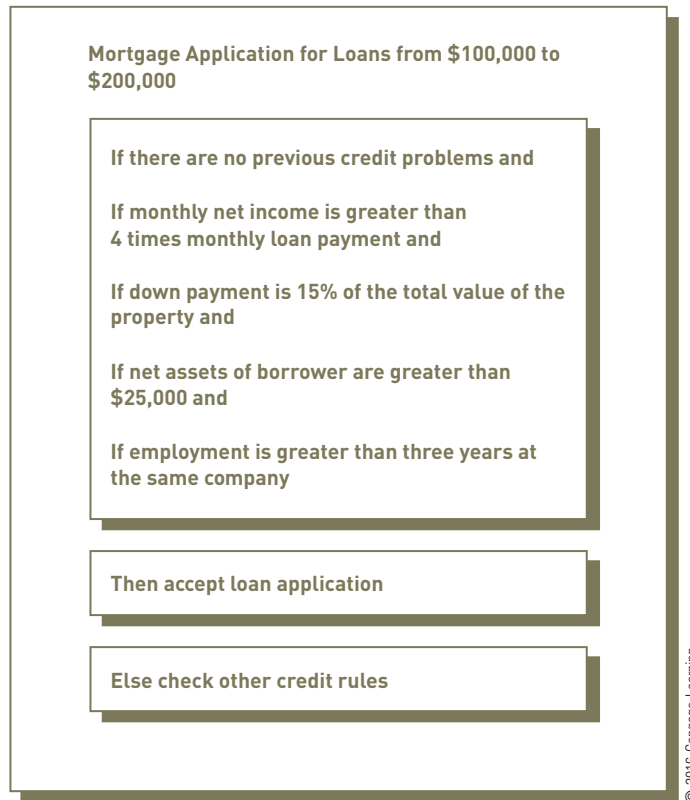 Mortgage Application for Loans from $100,000 to
$200,000
If there are no previous credit problems and
If monthly net income is greater than
4 times monthly loan payment and
If down payment is 15% of the total value of the
property and
If net assets of borrower are greater than
$25,000 and
If employment is greater than three years at
the same company
Then accept loan application
Else check other credit rules